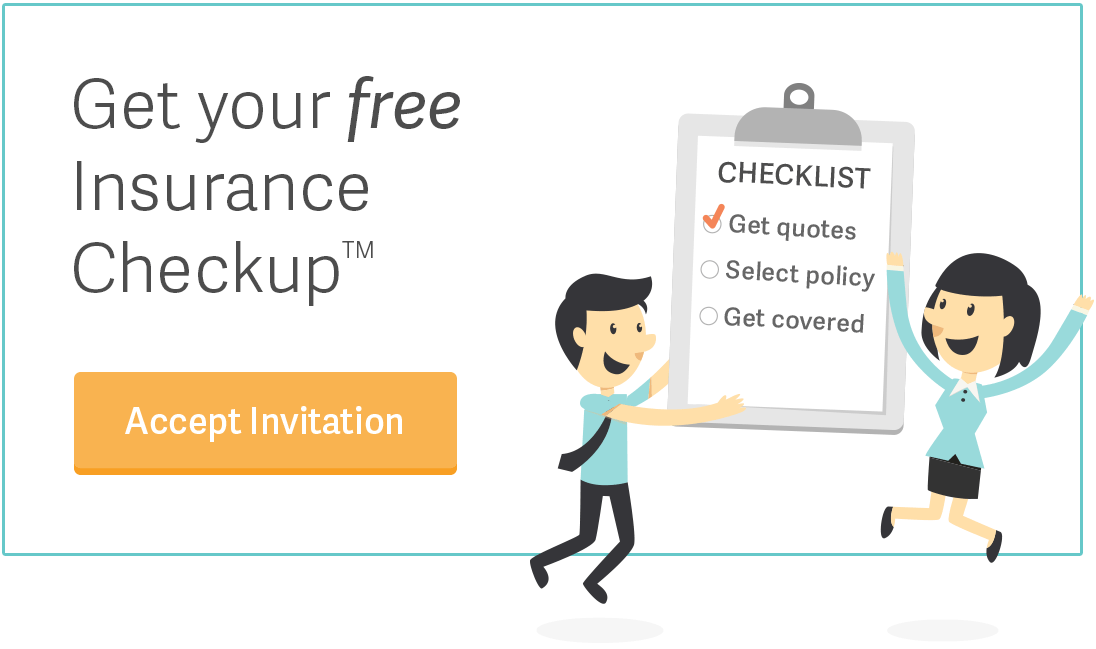 Get your free
Insurance
Checkup™
Accept Invitation
CHECKLIST
Get quotes
Select policy
Get covered